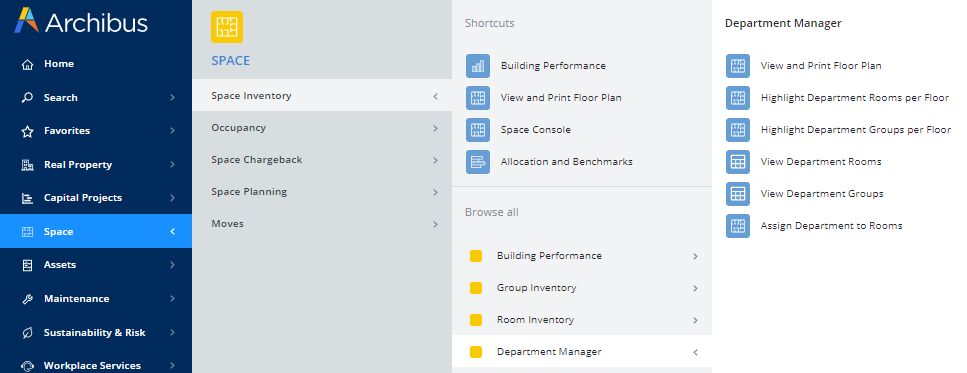 Archibus
Home
Search
Favorites
Real Property
Capital Projects
Space
Assets
Maintenance
Sustainability & Risk
Workplace Services
SPACE
Space Inventory
Occupancy
Space Chargeback
Space Planning
Moves
Shortcuts
Building Performance
View and Print Floor Plan
Space Console
Allocation and Benchmarks
Browse all
Building Performance
Group Inventory
Room Inventory
Department Manager
Department Manager
View and Print Floor Plan
Highlight Department Rooms per Floor
Highlight Department Groups per Floor
View Department Rooms
View Department Groups
Assign Department to Rooms